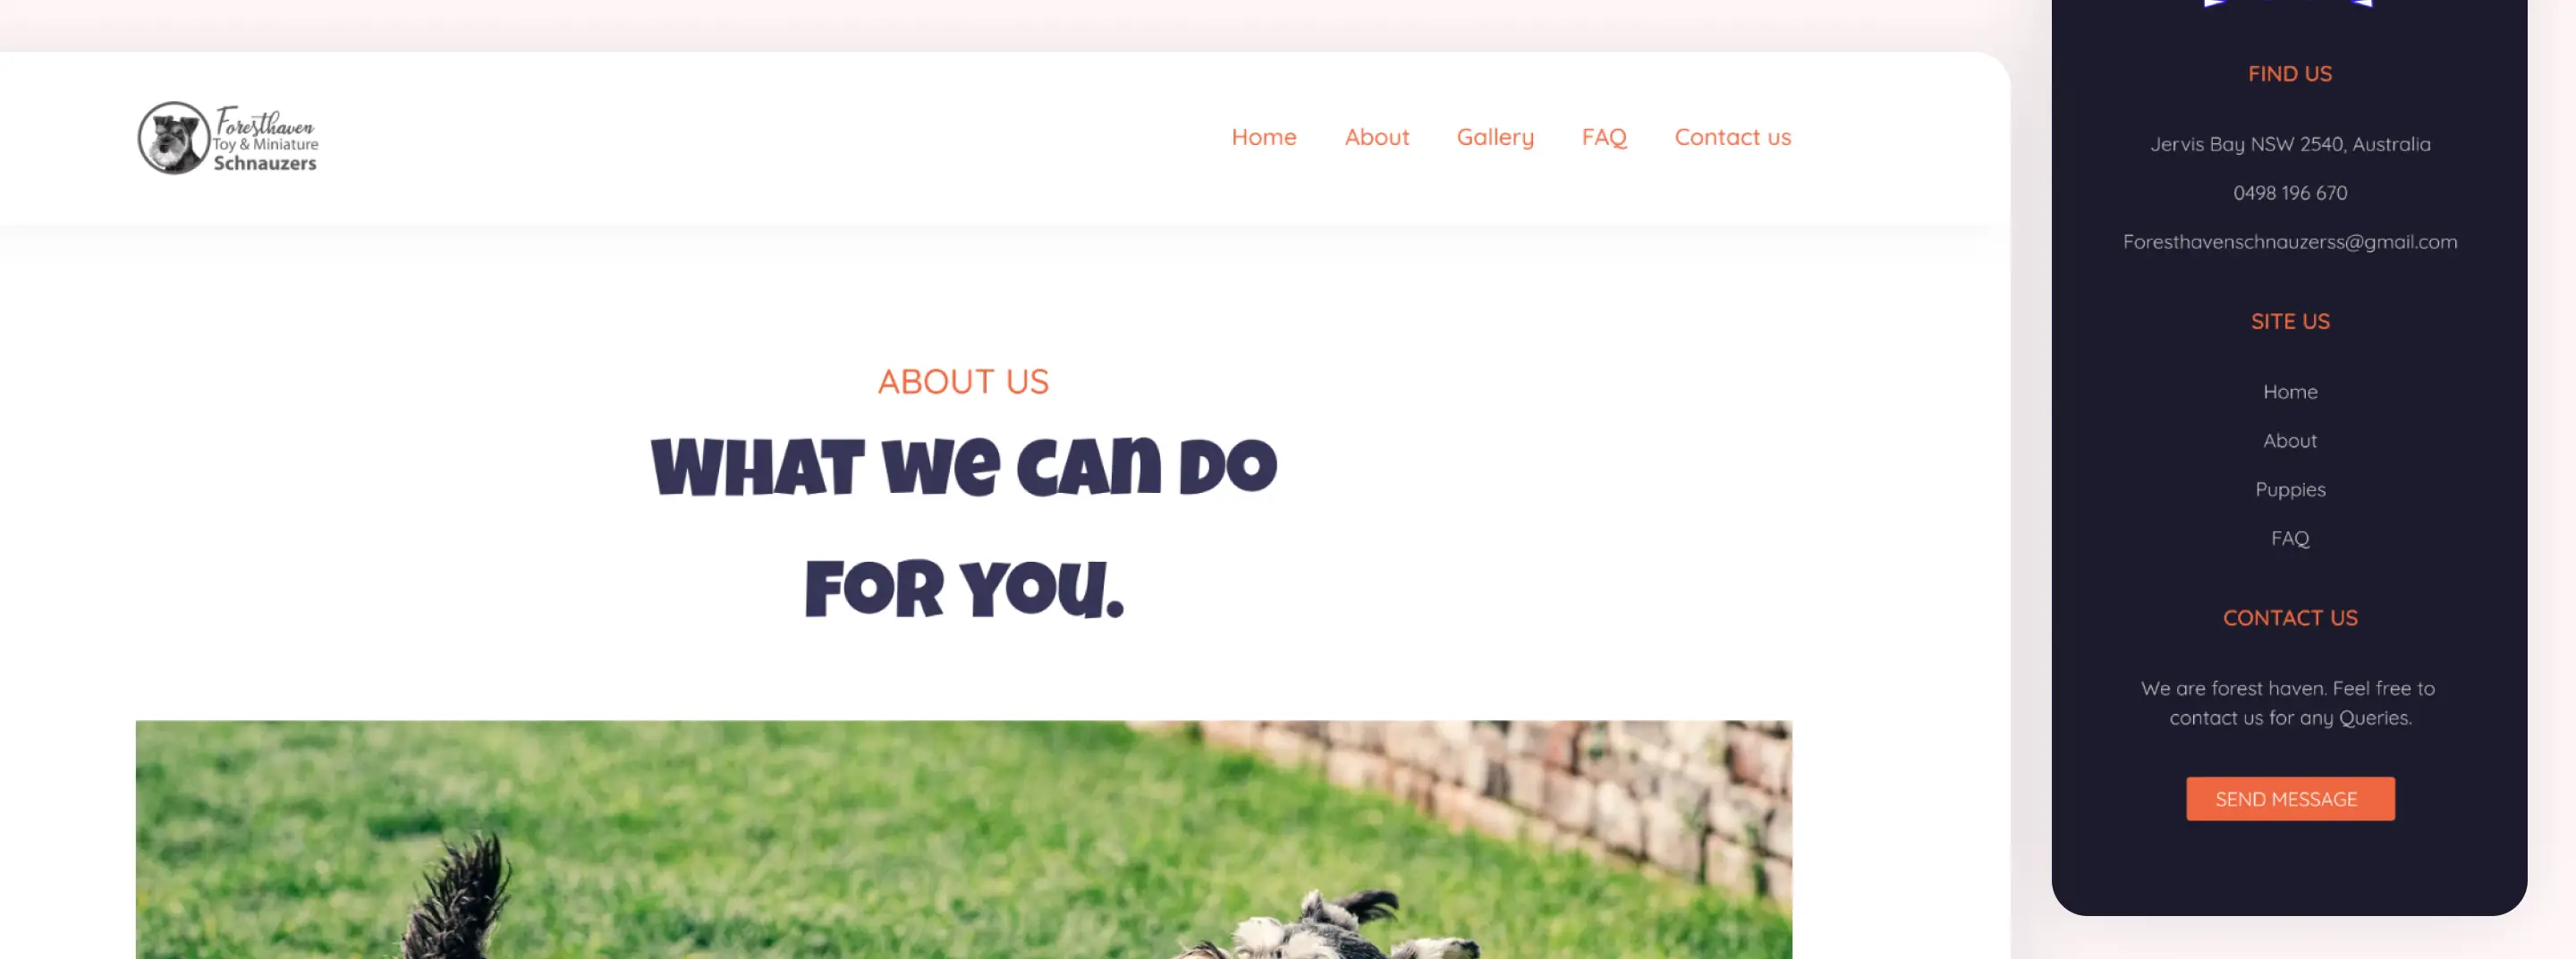 Foresthaven
Toy & Miniature
Schnauzers
Home About Gallery FAQ Contact us
ABOUT US
WHAT We CAN DO
FOR YOU.
FIND US
Jervis Bay NSW 2540, Australia
0498 196 670
Foresthavenschnauzerss@gmail.com
SITE US
Home
About
Puppies
FAQ
CONTACT US
We are forest haven. Feel free to
contact us for any Queries.
SEND MESSAGE